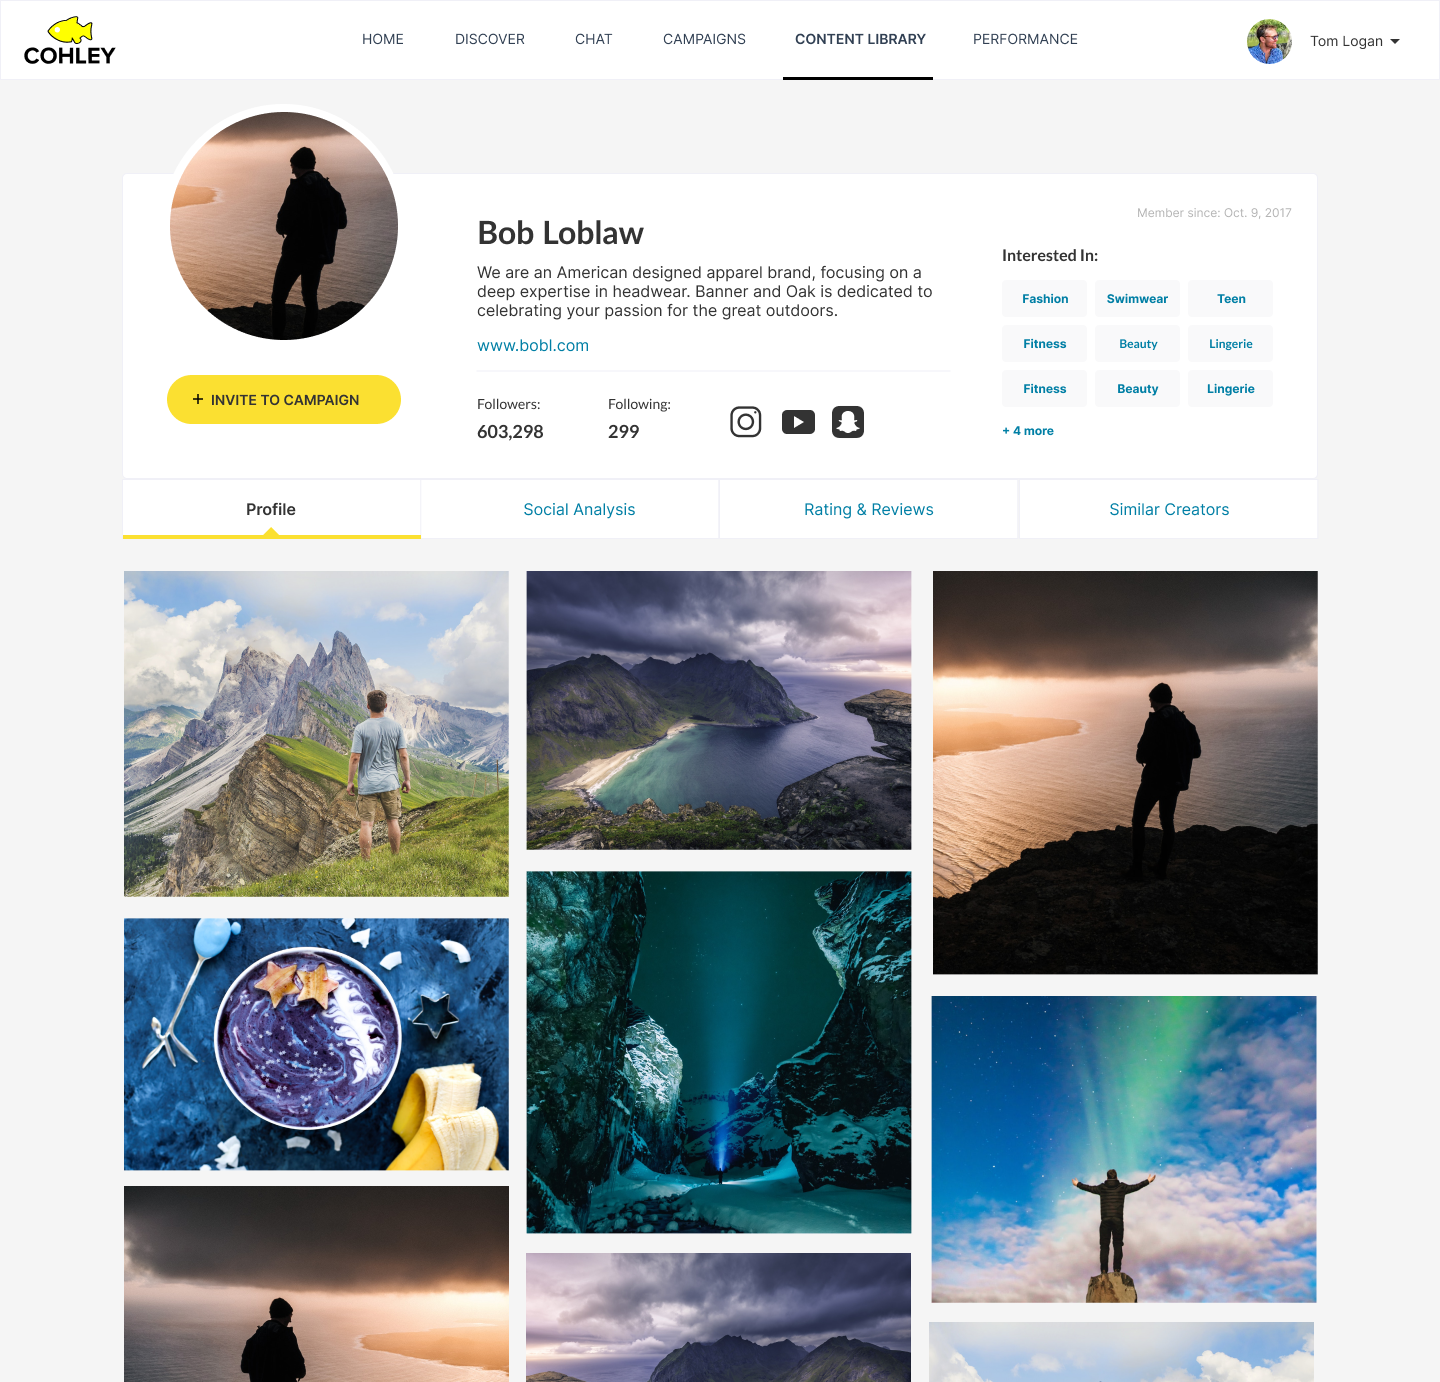 COHLEY
HOME
DISCOVER
CHAT
CAMPAIGNS
CONTENT LIBRARY
PERFORMANCE
Tom Logan
Member since: Oct. 9, 2017
Bob Loblaw
We are an American designed apparel brand, focusing on a
deep expertise in headwear. Banner and Oak is dedicated to
celebrating your passion for the great outdoors.
www.bobl.com
+ INVITE TO CAMPAIGN
Followers:
603,298
Following:
299
Interested In:
Fashion
Swimwear
Teen
Fitness
Beauty
Lingerie
Fitness
Beauty
Lingerie
+ 4 more
Profile
Social Analysis
Rating & Reviews
Similar Creators